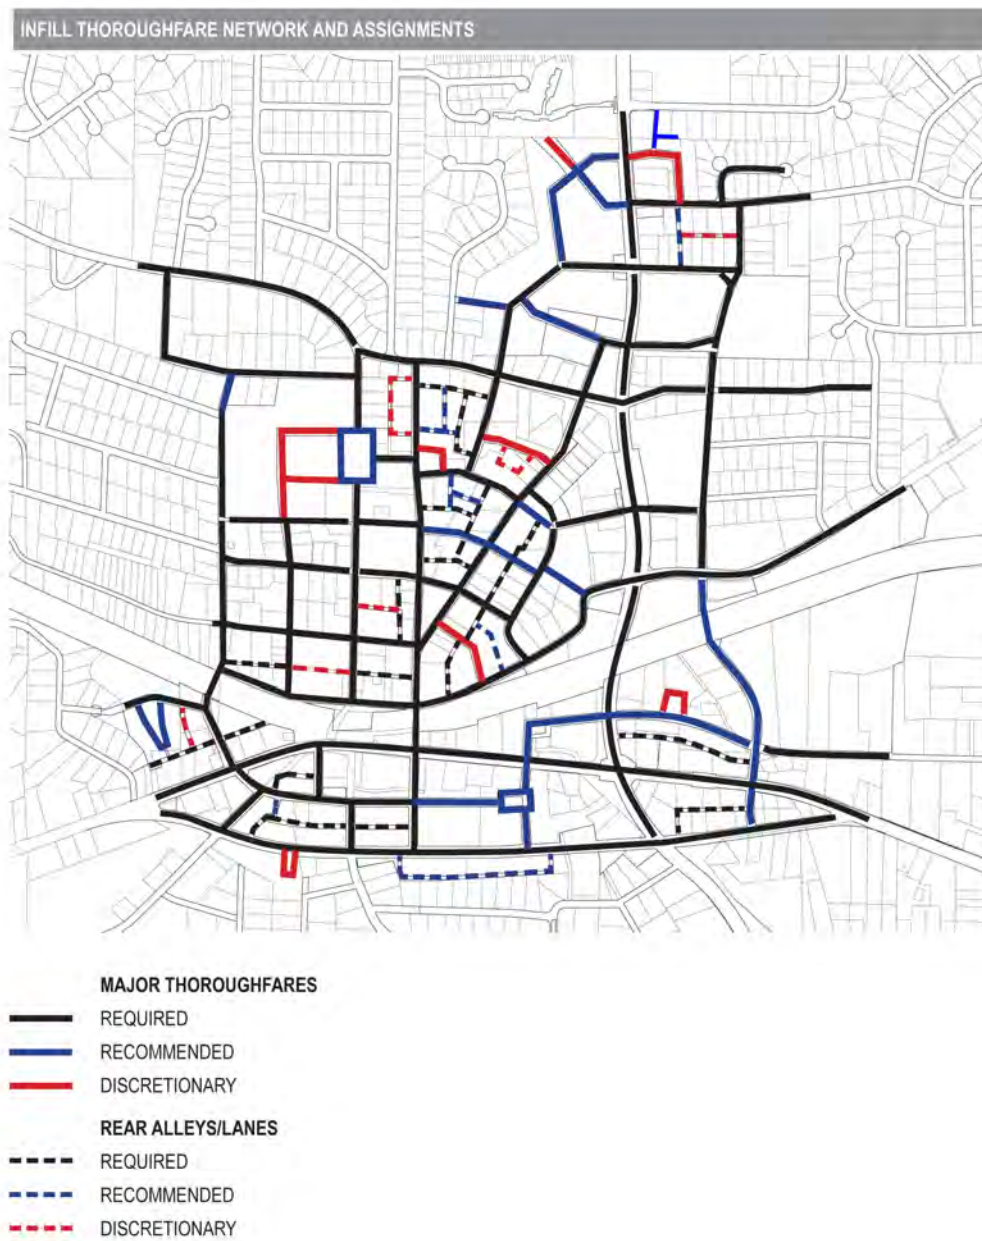 INFILL THOROUGHFARE NETWORK AND ASSIGNMENTS
MAJOR THOROUGHFARES
REQUIRED
RECOMMENDED
DISCRETIONARY
REAR ALLEYS/LANES
REQUIRED
RECOMMENDED
DISCRETIONARY